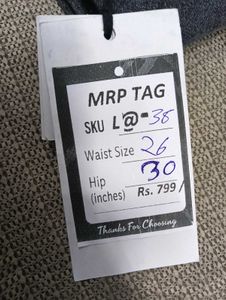 MRP TAG
SKU L@-38
Waist Size 26
Hip 30
(inches) Rs. 799/
Thanks For Choosing